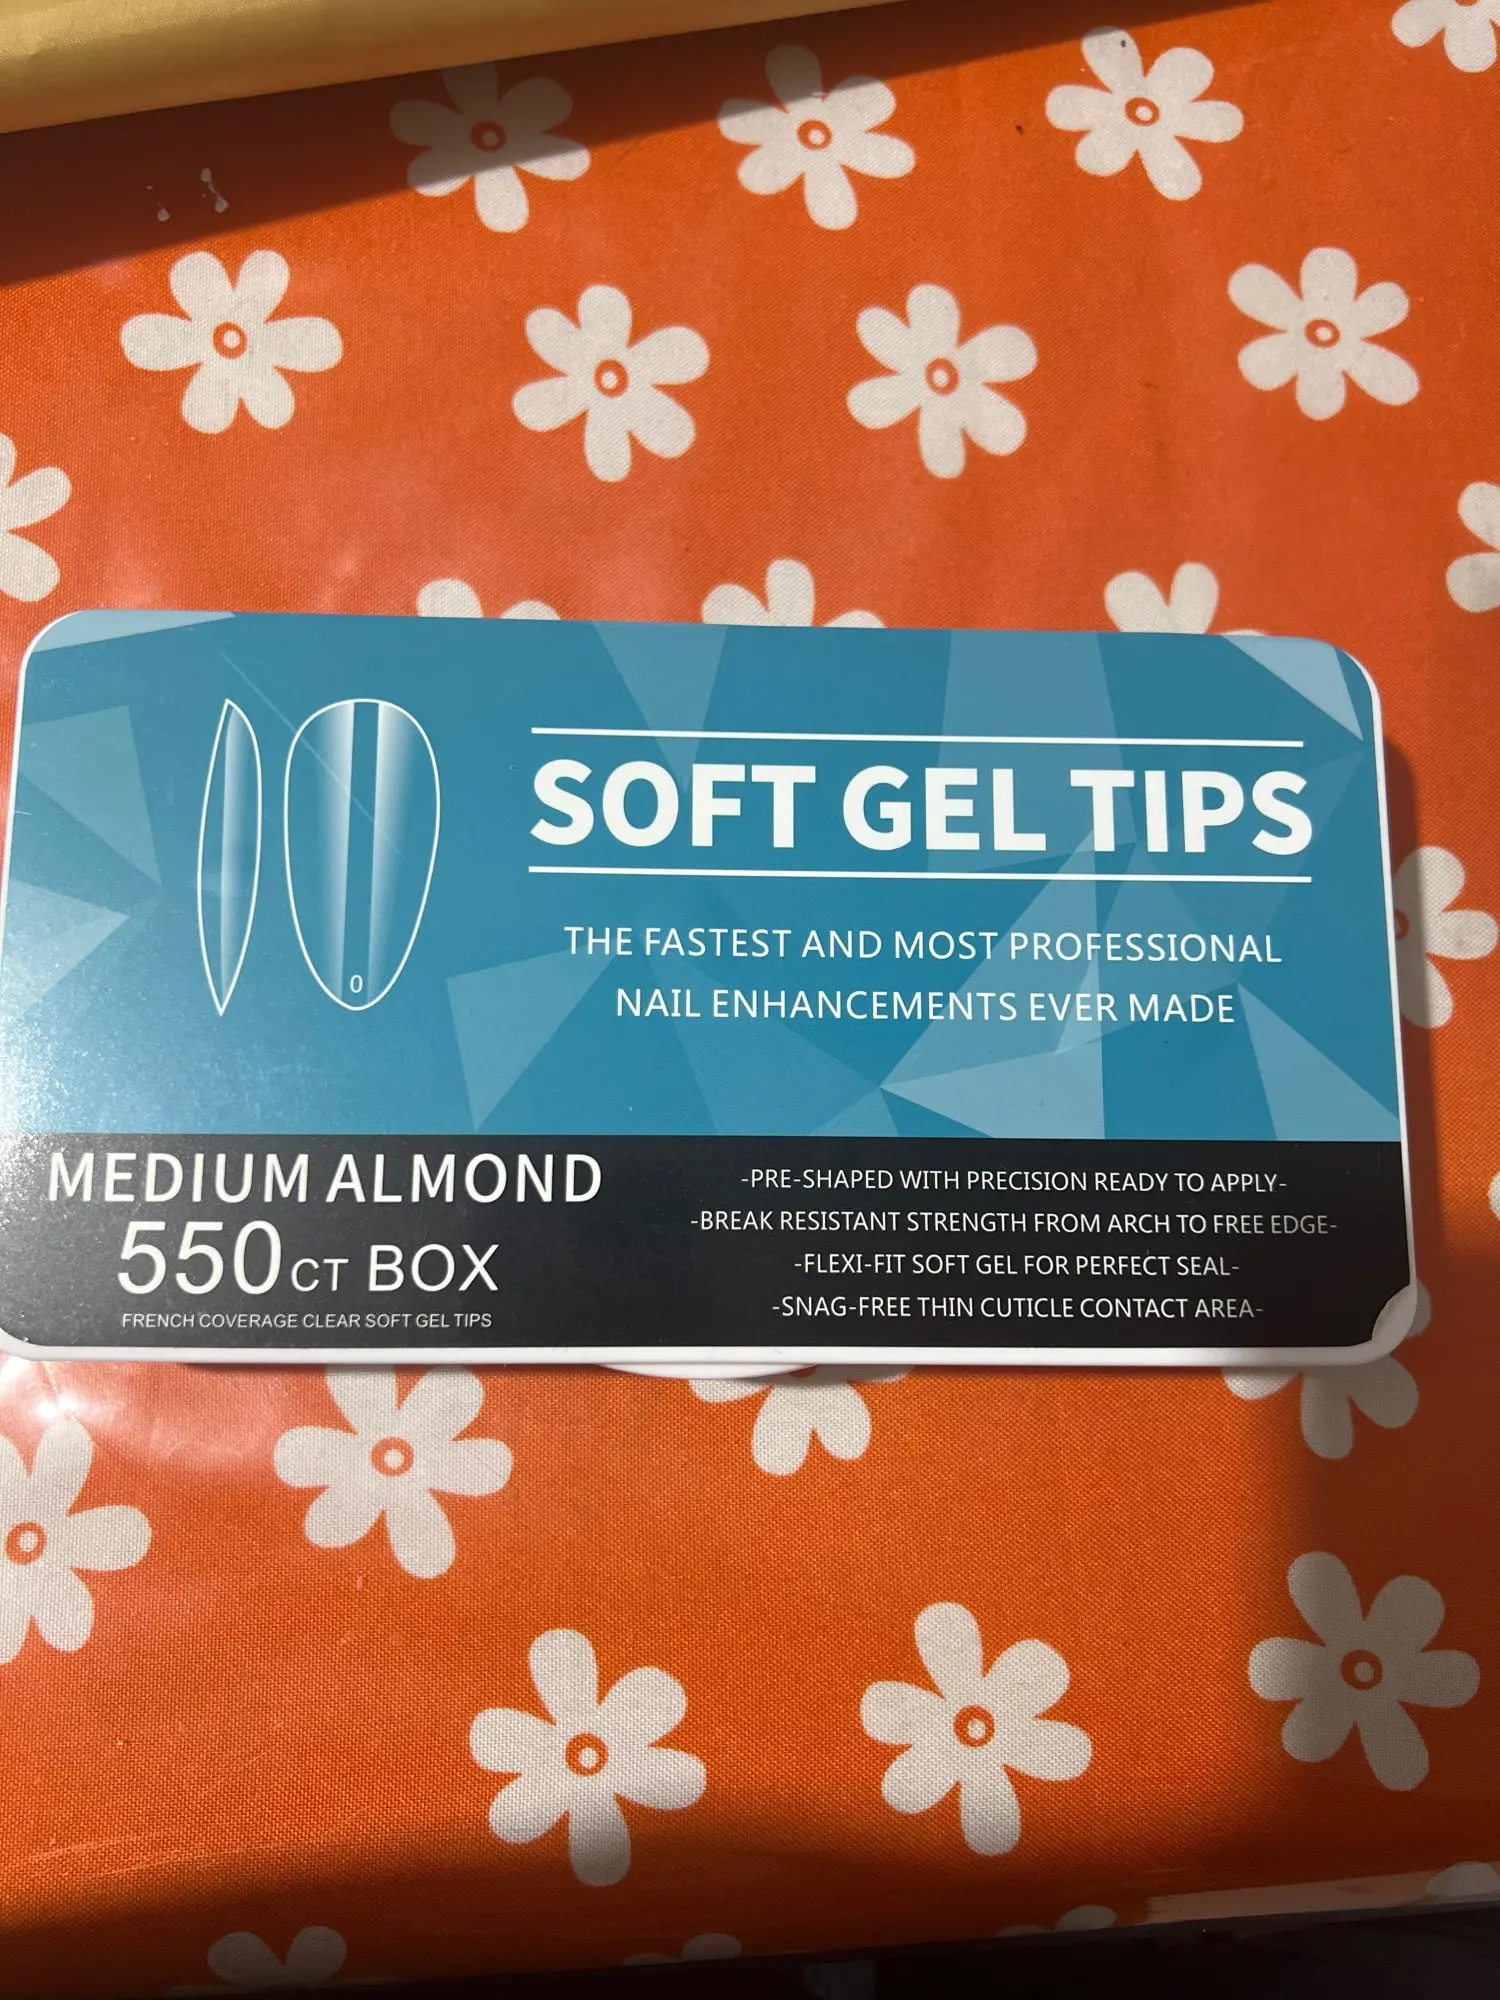 0
SOFT GEL TIPS
THE FASTEST AND MOST PROFESSIONAL
NAIL ENHANCEMENTS EVER MADE
MEDIUM ALMOND
550CT BOX
FRENCH COVERAGE CLEAR SOFT GEL TIPS
-PRE-SHAPED WITH PRECISION READY TO APPLY-
-BREAK RESISTANT STRENGTH FROM ARCH TO FREE EDGE-
-FLEXI-FIT SOFT GEL FOR PERFECT SEAL-
-SNAG-FREE THIN CUTICLE CONTACT AREA-